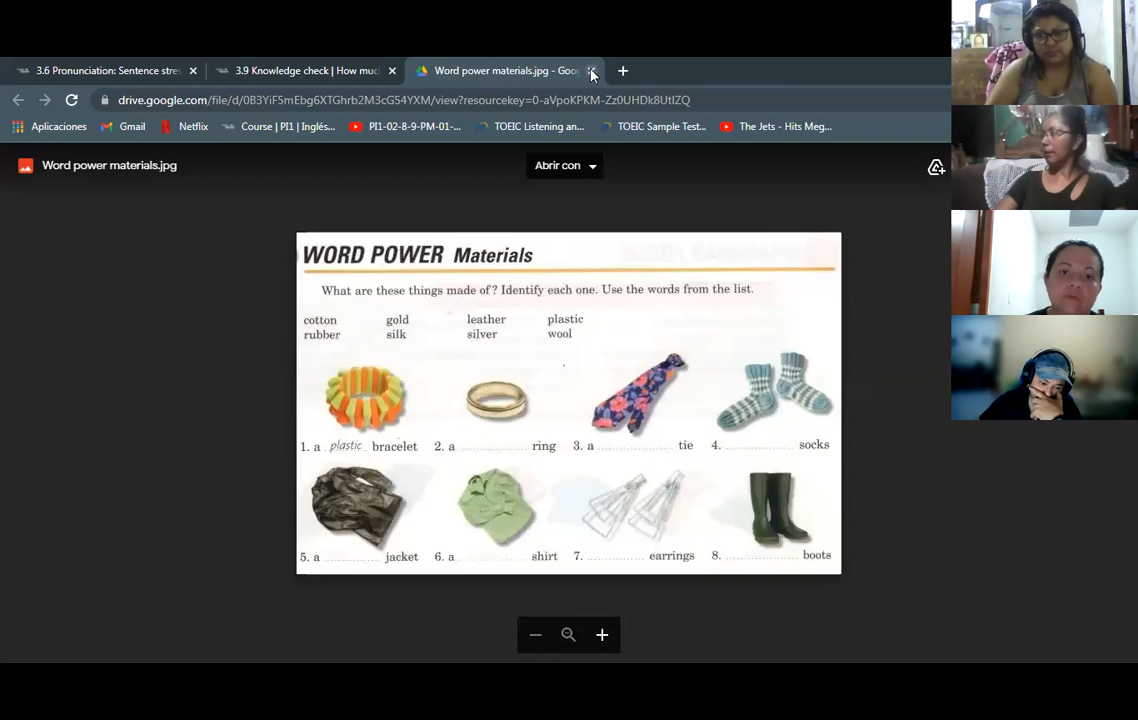 3.6 Pronunciation: Sentence stres
3.9 Knowledge check | How muc
Word power materials.jpg - Goo
drive.google.com/file/d/0B3YiF5mEbg6XTGhrb2M3cG54YXM/view?resourcekey=0-aVpoKPKM-Zz0UHDk8UtIZQ
Aplicaciones
Gmail
Netflix
Course | PI1 | Inglés...
PI1-02-8-9-PM-01-...
TOEIC Listening an...
TOEIC Sample Test...
The Jets - Hits Meg...
Word power materials.jpg
Abrir con
WORD POWER Materials
What are these things made of? Identify each one. Use the words from the list.
cotton gold leather plastic
rubber silk silver wool
1. a plastic bracelet 2. a ............ ring 3. a ............ tie 4. ............ socks
5. a ............ jacket 6. a ............ shirt 7. ............ earrings 8. ............ boots